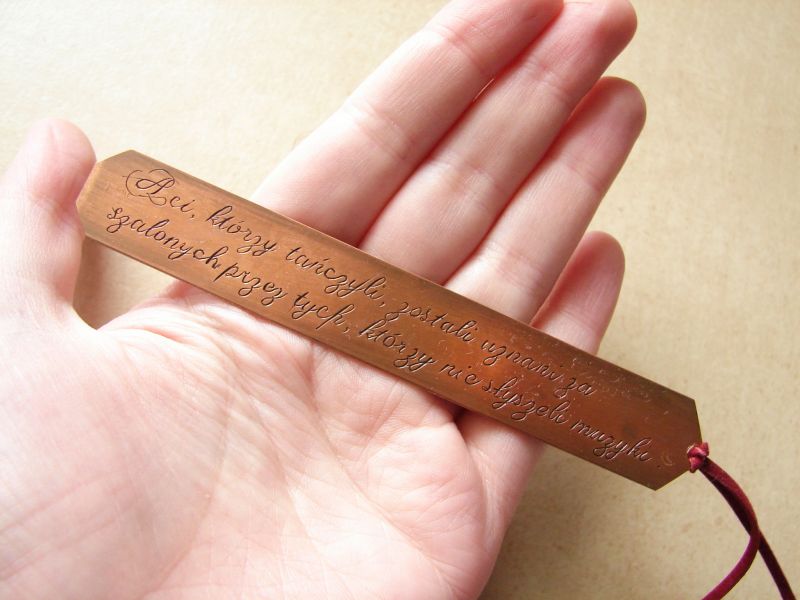 A ci, którzy tańczyli, zostali uznani za
szalonych przez tych, którzy nie słyszeli muzyki.